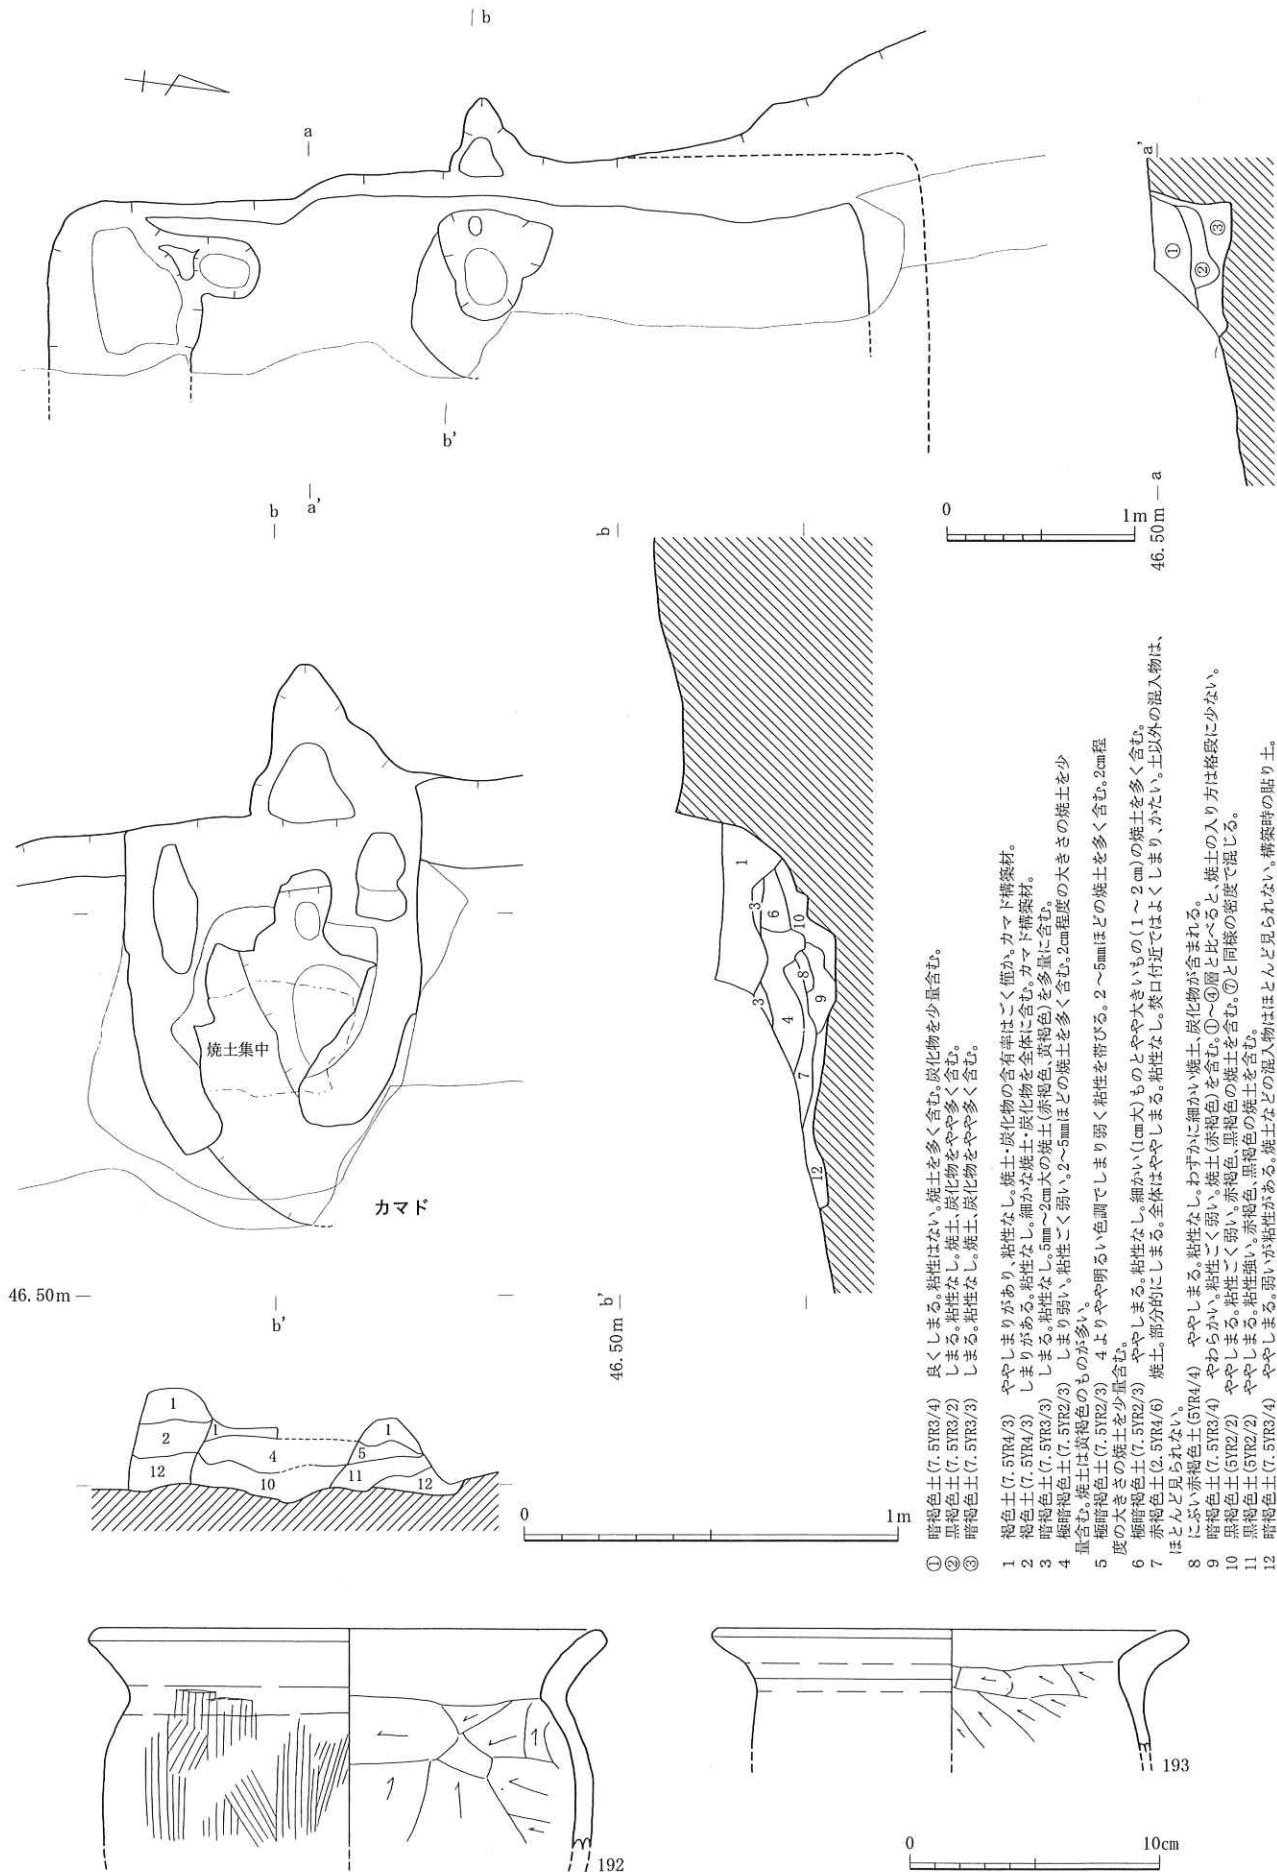 b
a
a'
①
②
③
b'
a'
0 1m
46.50m — a
b
b
焼土集中
カマド
46.50m —
b'
b'
46.50m
1
3
6
10
8
3
4
9
7
12
1
2
12
1
4
10
1
5
11
12
0 1m
① 暗褐色土(7.5YR3/4) 良くしまる。粘性はない。焼土を多く含む。炭化物を少量含む。
② 黒褐色土(7.5YR3/2) しまる。粘性なし。焼土、炭化物をやや多く含む。
③ 暗褐色土(7.5YR3/3) しまる。粘性なし。焼土、炭化物をやや多く含む。
1 褐色土(7.5YR4/3) ややしまりがあり、粘性なし。焼土・炭化物の含有率はごく僅か。カマド構築材。
2 褐色土(7.5YR4/3) しまりがある。粘性なし。細かな焼土・炭化物を全体に含む。カマド構築材。
3 暗褐色土(7.5YR3/3) しまる。粘性なし。5㎜～2㎝大の焼土(赤褐色、黄褐色)を多量に含む。
4 極暗褐色土(7.5YR2/3) しまり弱い。粘性ごく弱い。2～5㎜ほどの焼土を多く含む。2㎝程度の大きさの焼土を少
量含む。焼土は黄褐色のものが多い。
5 極暗褐色土(7.5YR2/3) 4よりやや明るい色調でしまり弱く粘性を帯びる。2～5㎜ほどの焼土を多く含む。2㎝程
度の大きさの焼土を少量含む。
6 極暗褐色土(7.5YR2/3) ややしまる。粘性なし。細かい(1㎝大)ものとやや大きいもの(1～2㎝)の焼土を多く含む。
7 赤褐色土(2.5YR4/6) 焼土。部分的にしまる。全体はややしまる。粘性なし。焚口付近ではよくしまり、かたい。土以外の混入物は、
ほとんど見られない。
8 にぶい赤褐色土(5YR4/4) ややしまる。粘性なし。わずかに細かい焼土、炭化物が含まれる。
9 暗褐色土(7.5YR3/4) やわらかい。粘性ごく弱い。焼土(赤褐色)を含む。①～④層と比べると、焼土の入り方は格段に少ない。
10 黒褐色土(5YR2/2) ややしまる。粘性ごく弱い。赤褐色、黒褐色の焼土を含む。⑦と同様の密度で混じる。
11 黒褐色土(5YR2/2) ややしまる。粘性強い。赤褐色、黒褐色の焼土を含む。
12 暗褐色土(7.5YR3/4) ややしまる。弱いが粘性がある。焼土などの混入物はほとんど見られない。構築時の貼り土。
192
193
0 10cm